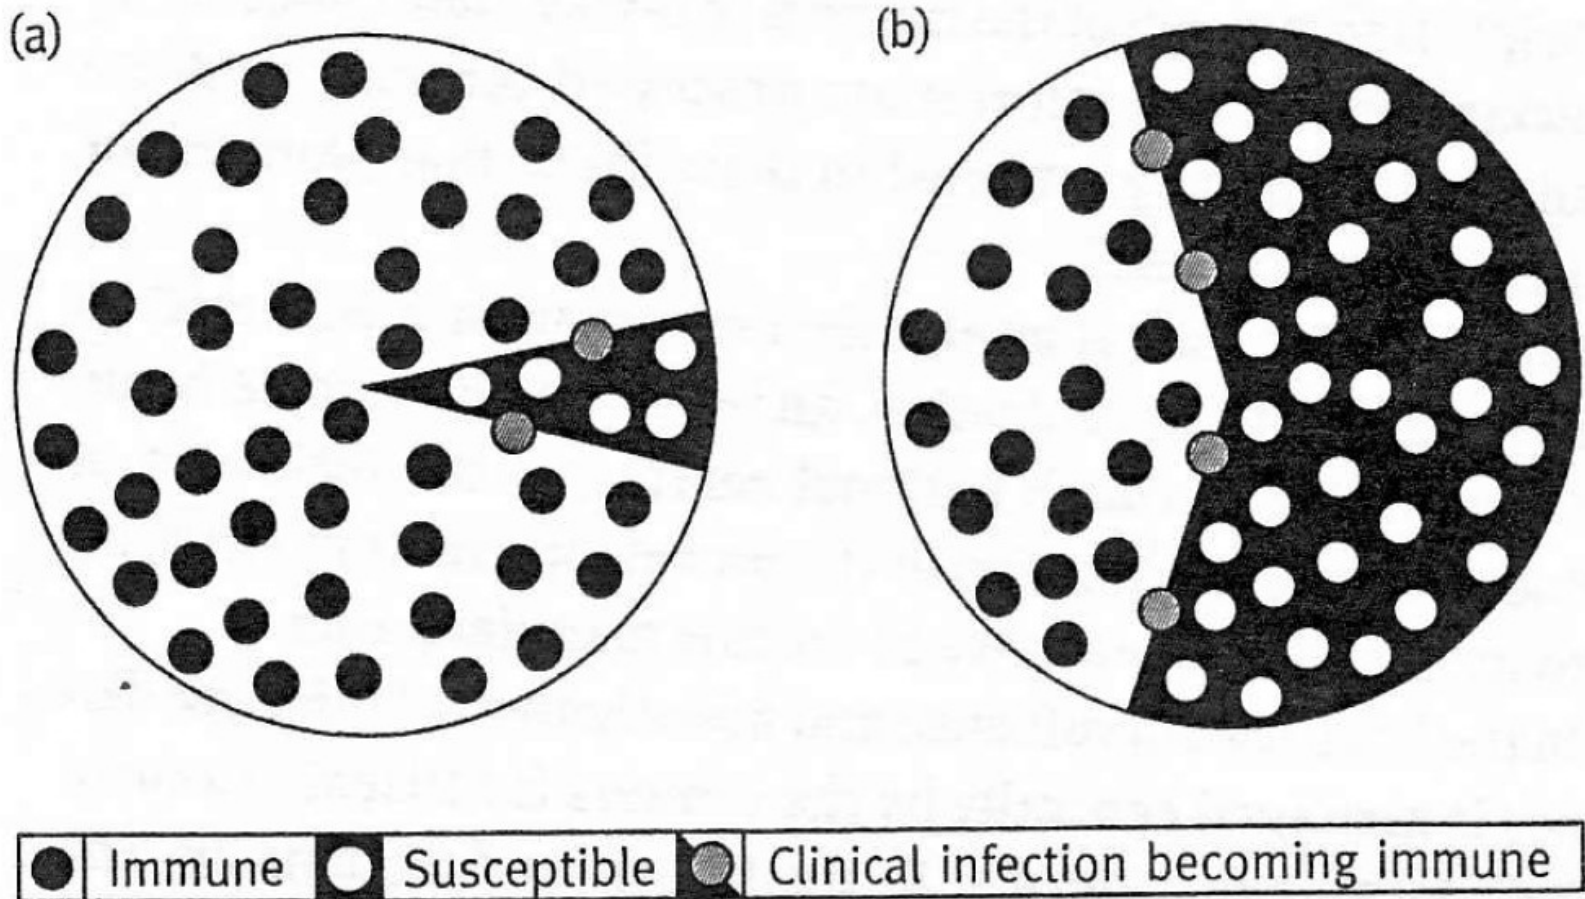 (a)
(b)
Immune
Susceptible
Clinical infection becoming immune